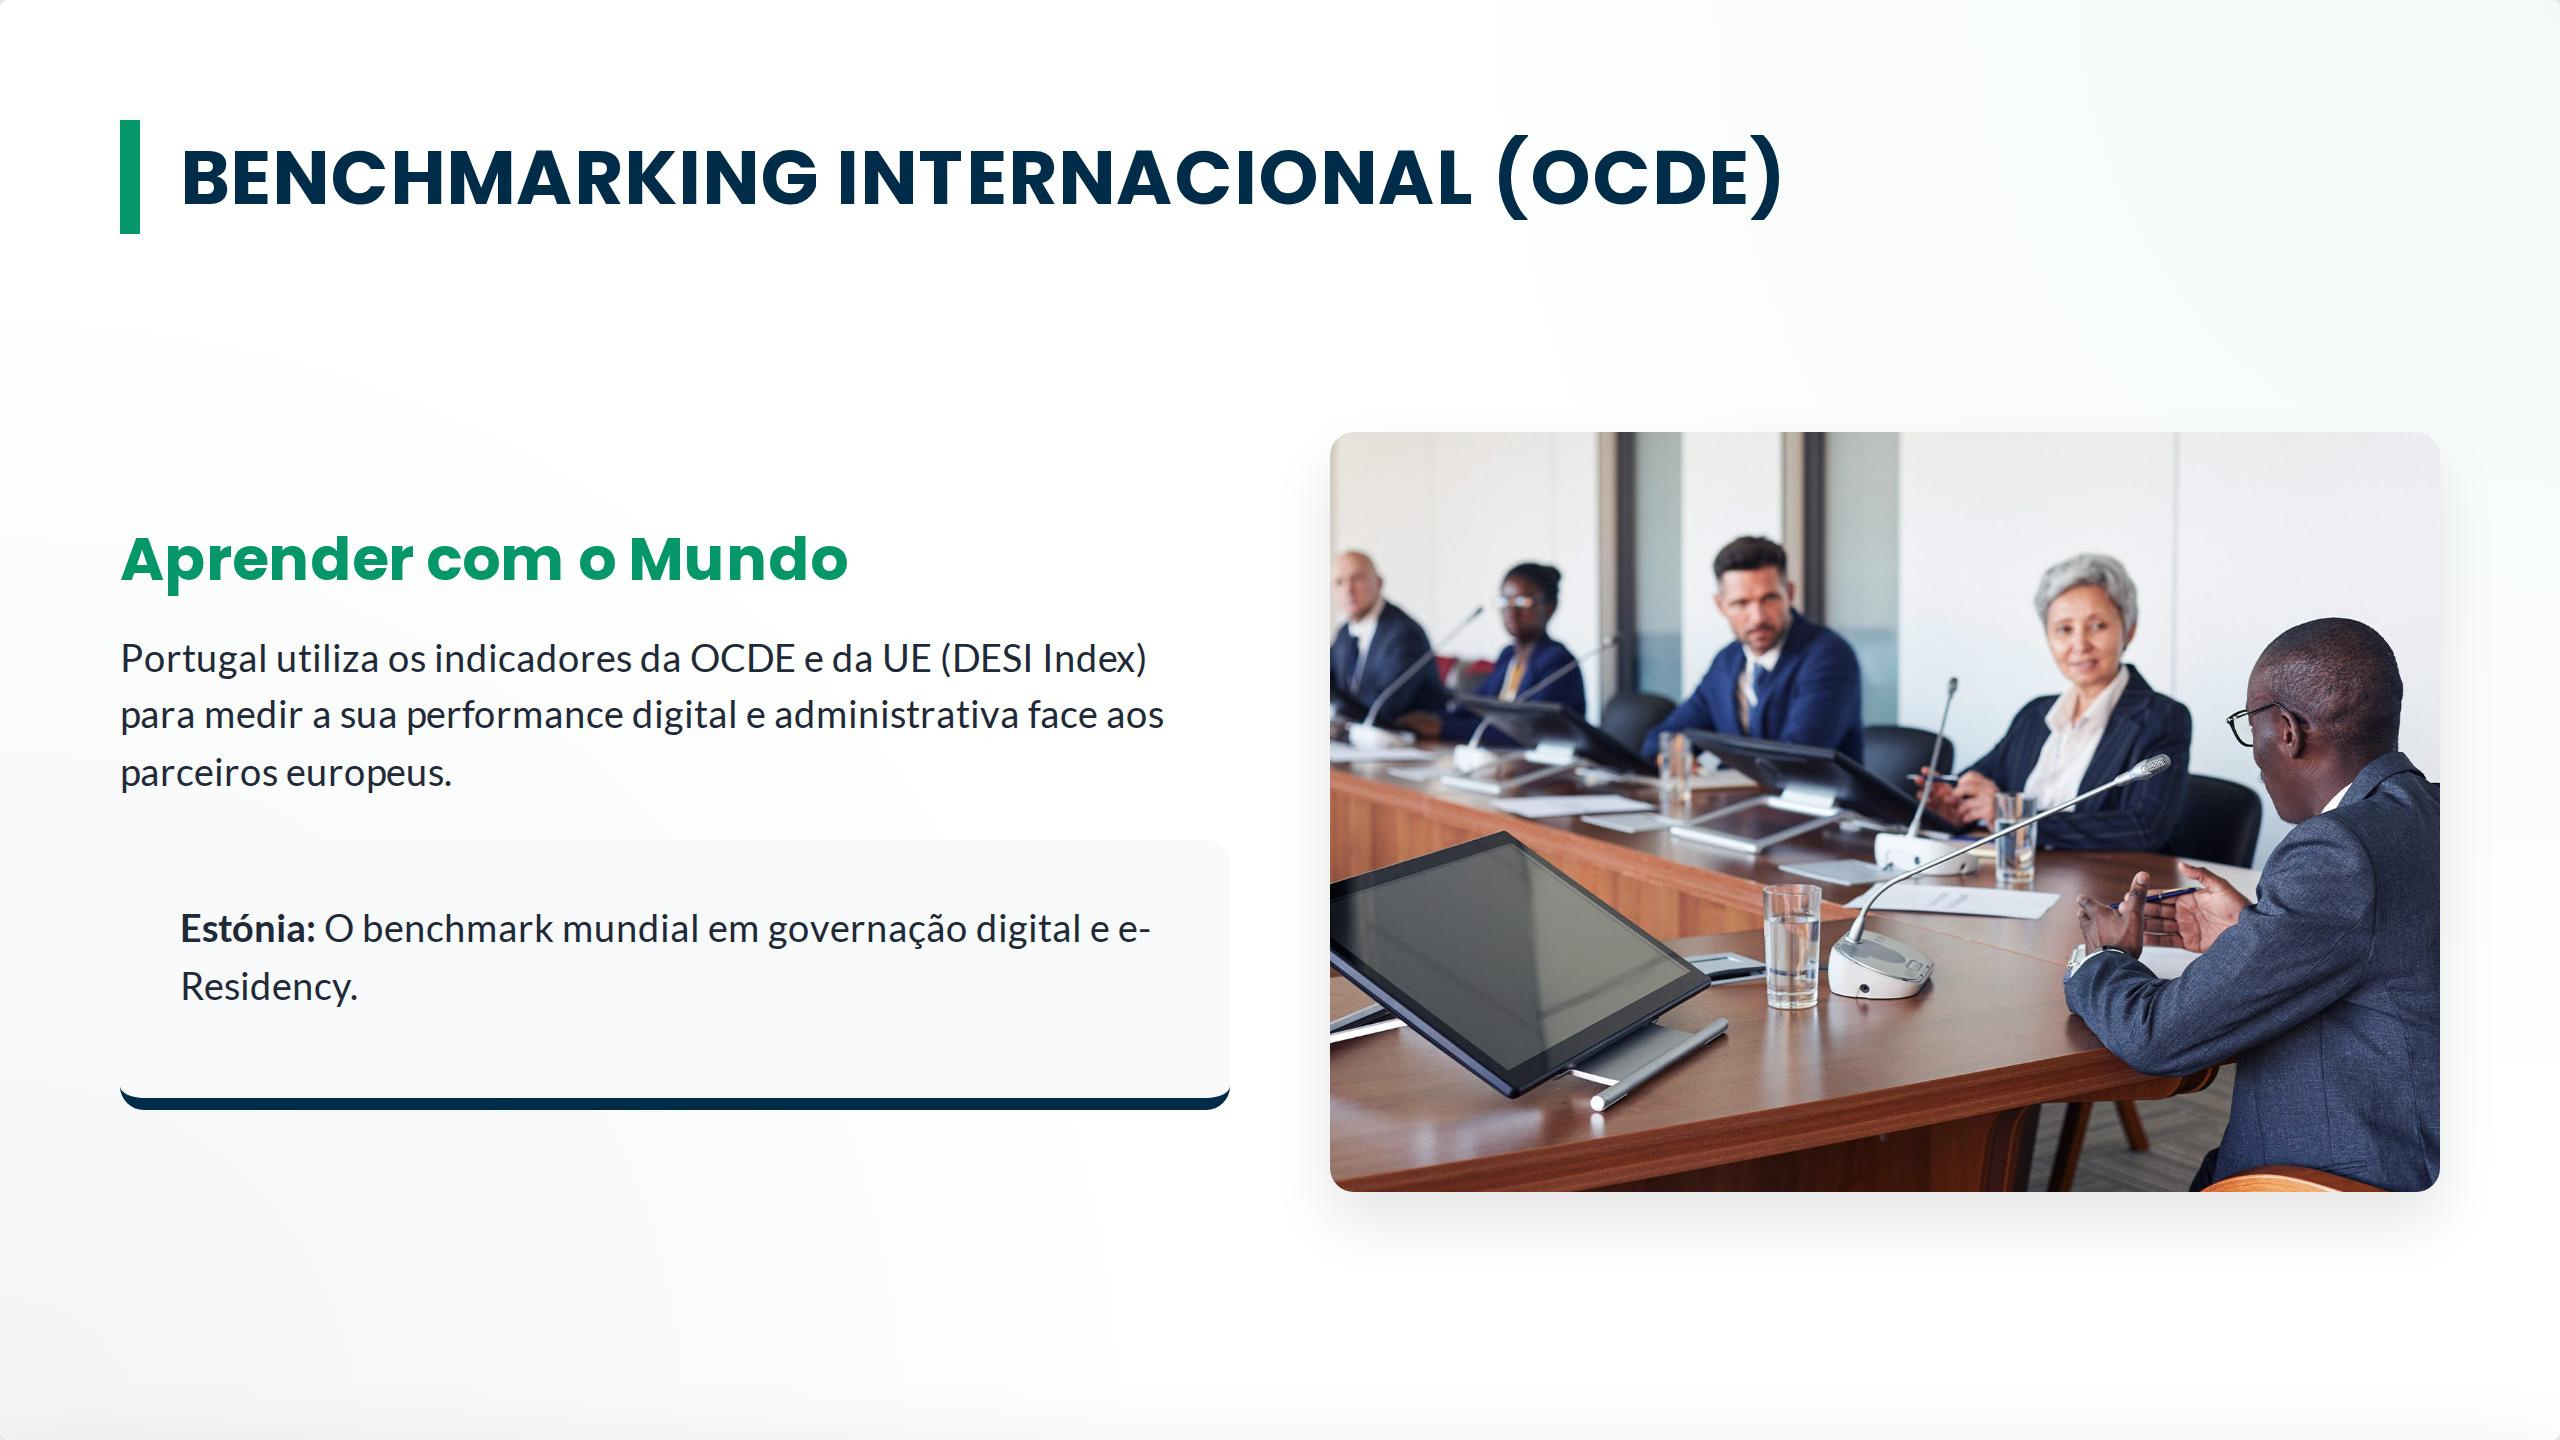 BENCHMARKING INTERNACIONAL (OCDE)
Aprender com o Mundo
Portugal utiliza os indicadores da OCDE e da UE (DESI Index)
para medir a sua performance digital e administrativa face aos
parceiros europeus.
Estónia: O benchmark mundial em governação digital e e-
Residency.